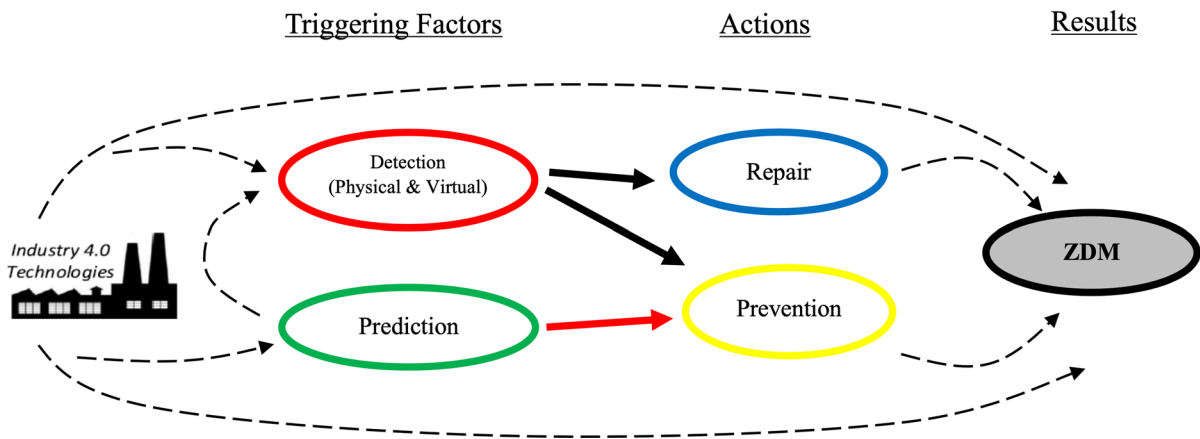 Triggering Factors
Actions
Results
Detection
(Physical & Virtual)
Repair
Industry 4.0
Technologies
ZDM
Prediction
Prevention